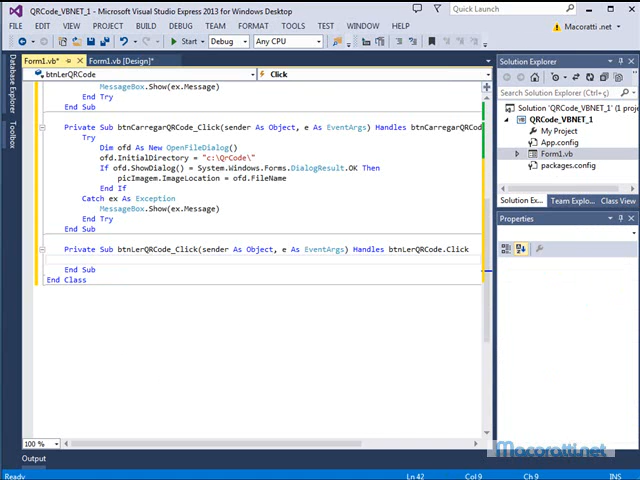 QRCode_VBNET_1 - Microsoft Visual Studio Express 2013 for Windows Desktop
Quick Launch
FILE EDIT VIEW PROJECT BUILD DEBUG TEAM FORMAT TOOLS TEST WINDOW HELP
Macoratti .net
Start Debug Any CPU
Database Explorer
Toolbox
Form1.vb* Form1.vb [Design]*
btnLerQRCode Click
MessageBox.Show(ex.Message)
End Try
End Sub
Private Sub btnCarregarQRCode_Click(sender As Object, e As EventArgs) Handles btnCarregarQRCod
Try
Dim ofd As New OpenFileDialog()
ofd.InitialDirectory = "c:\QrCode\"
If ofd.ShowDialog() = System.Windows.Forms.DialogResult.OK Then
picImagem.ImageLocation = ofd.FileName
End If
Catch ex As Exception
MessageBox.Show(ex.Message)
End Try
End Sub
Private Sub btnLerQRCode_Click(sender As Object, e As EventArgs) Handles btnLerQRCode.Click
End Sub
End Class
100 %
Solution Explorer
Search Solution Explorer (Ctrl+ç)
Solution 'QRCode_VBNET_1' (1 proje
QRCode_VBNET_1
My Project
App.config
Form1.vb
packages.config
Solution Ex... Team Explo... Class View
Properties
Macoratti.net
Output
Ready Ln 42 Col 9 Ch 9 INS